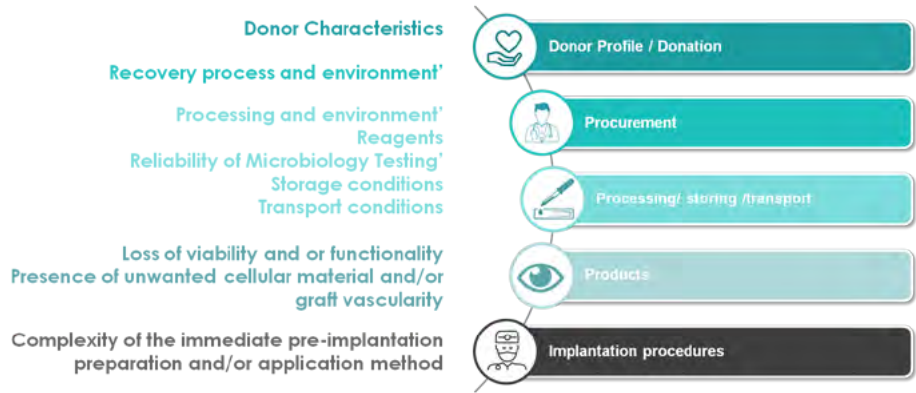 Donor Characteristics
Donor Profile / Donation
Recovery process and environment'
Procurement
Processing and environment'
Reagents
Reliability of Microbiology Testing'
Storage conditions
Transport conditions
Processing/ storing /transport
Loss of viability and or functionality
Presence of unwanted cellular material and/or
graft vascularity
Products
Complexity of the immediate pre-implantation
preparation and/or application method
Implantation procedures